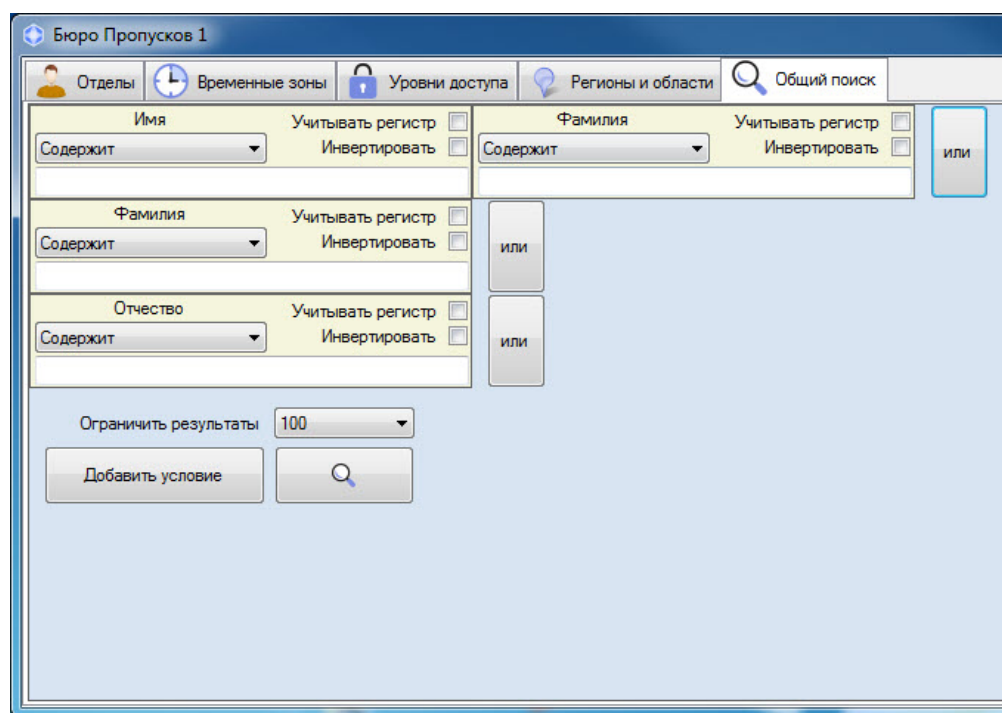 Бюро Пропусков 1
Отделы Временные зоны Уровни доступа Регионы и области Общий поиск
Имя Учитывать регистр Фамилия Учитывать регистр
Содержит Инвертировать Содержит Инвертировать или
Фамилия Учитывать регистр
Содержит Инвертировать или
Отчество Учитывать регистр
Содержит Инвертировать или
Ограничить результаты 100
Добавить условие